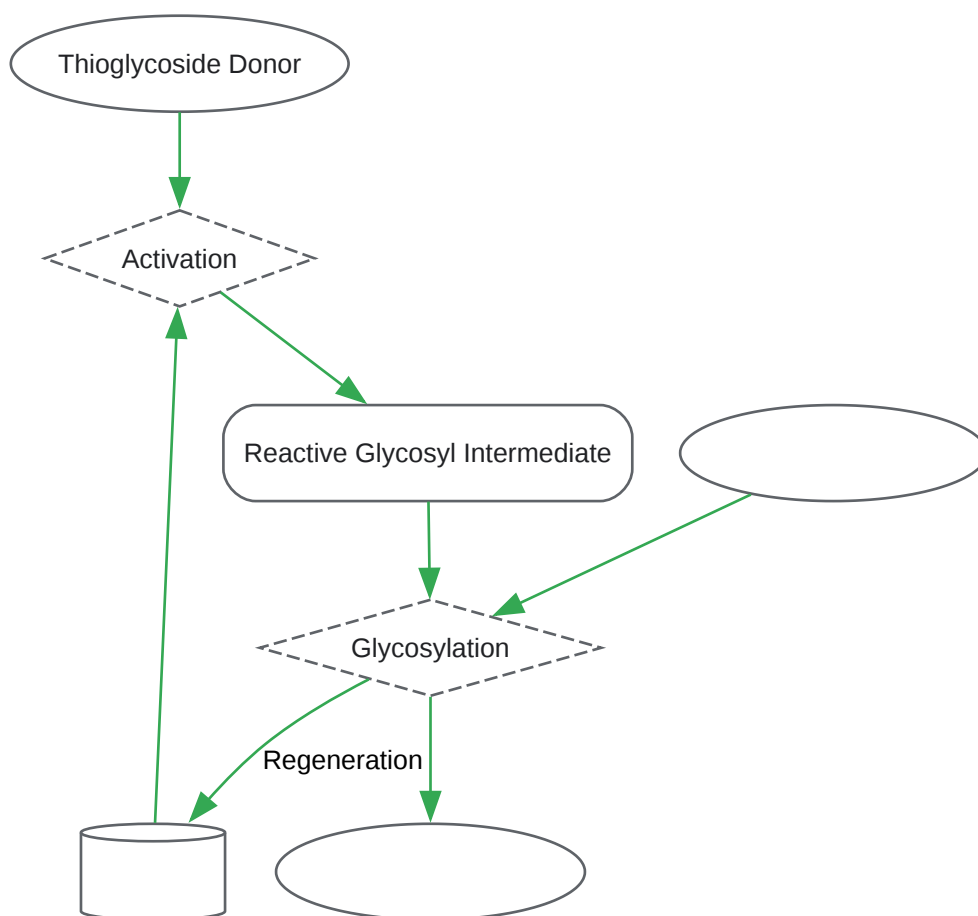 Thioglycoside Donor
Activation
Reactive Glycosyl Intermediate
Glycosylation
Regeneration